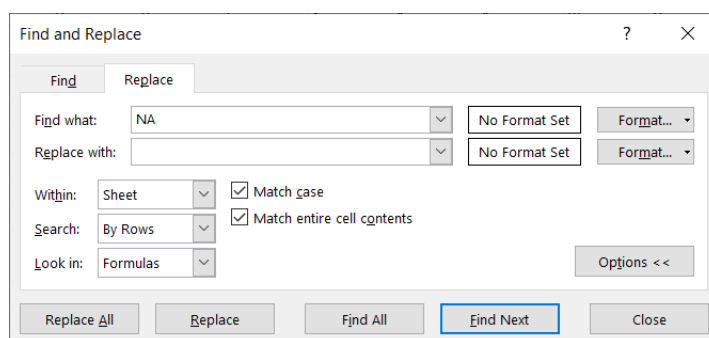 Find and Replace ?
Find Replace
Find what: NA No Format Set Format...
Replace with: No Format Set Format...
Within: Sheet Match case
Search: By Rows Match entire cell contents
Look in: Formulas Options <<
Replace All Replace Find All Find Next Close